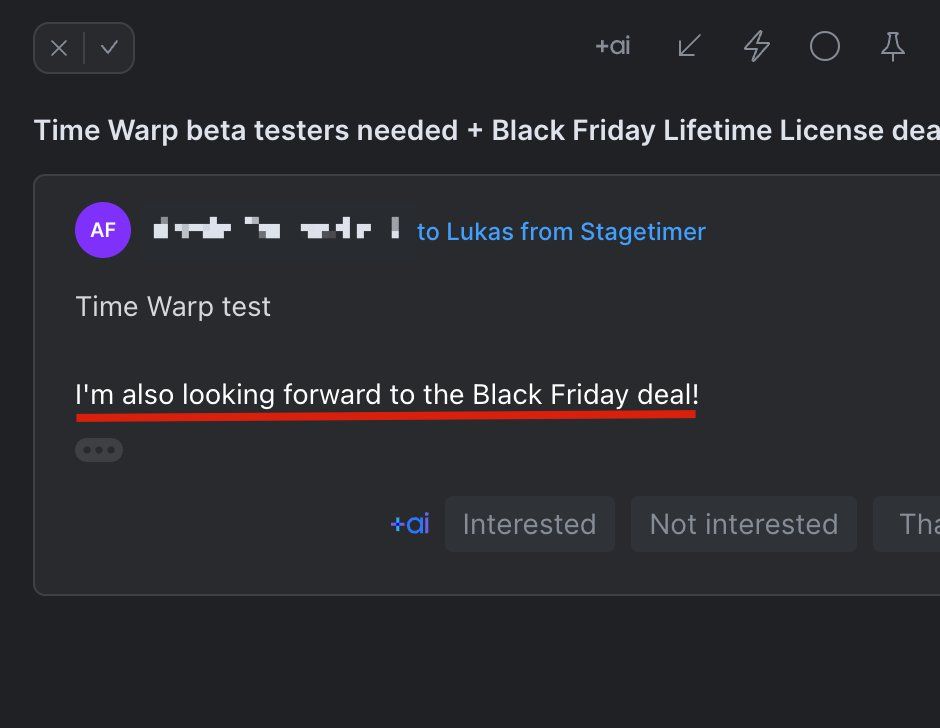 +ai
Time Warp beta testers needed + Black Friday Lifetime License dea
AF to Lukas from Stagetimer
Time Warp test
I'm also looking forward to the Black Friday deal!
+ai Interested Not interested Tha